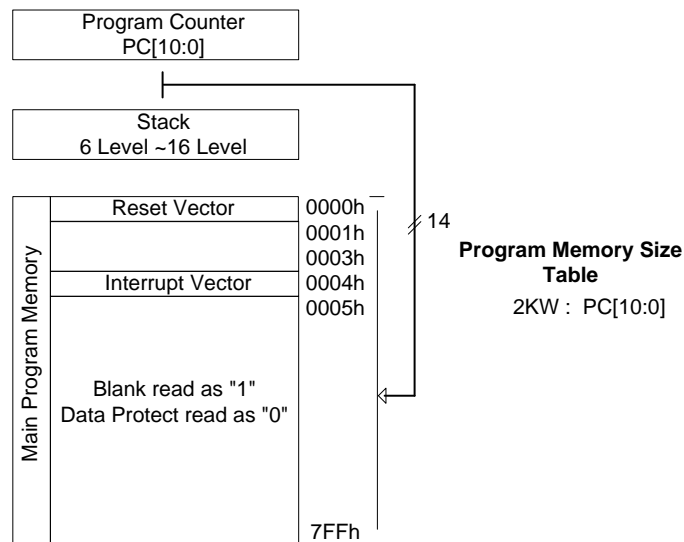 Program Counter
PC[10:0]
Stack
6 Level ~16 Level
Main Program Memory
Reset Vector
0000h
0001h
0003h
Interrupt Vector
0004h
0005h
Blank read as "1"
Data Protect read as "0"
7FFh
14
Program Memory Size
Table
2KW : PC[10:0]